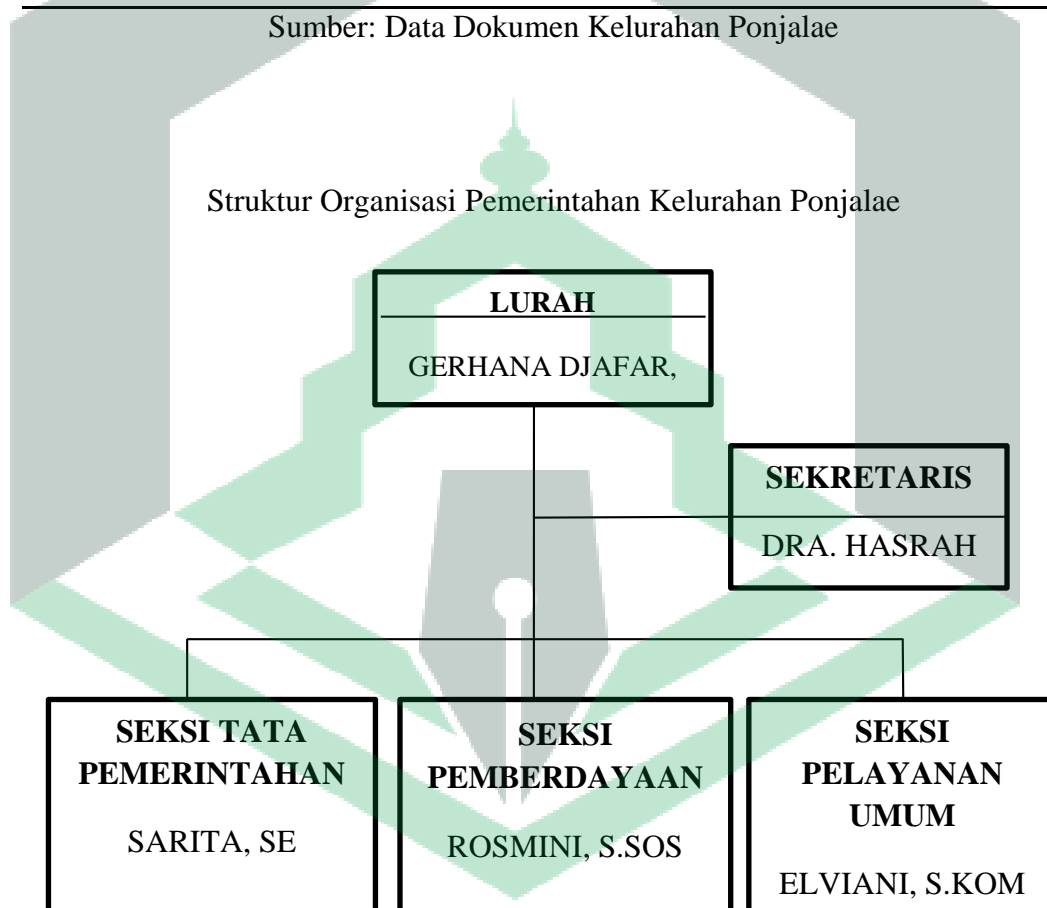 Sumber: Data Dokumen Kelurahan Ponjalae
Struktur Organisasi Pemerintahan Kelurahan Ponjalae
LURAH
GERHANA DJAFAR,
SEKRETARIS
DRA. HASRAH
SEKSI TATA
PEMERINTAHAN
SARITA, SE
SEKSI
PEMBERDAYAAN
ROSMINI, S.SOS
SEKSI
PELAYANAN
UMUM
ELVIANI, S.KOM